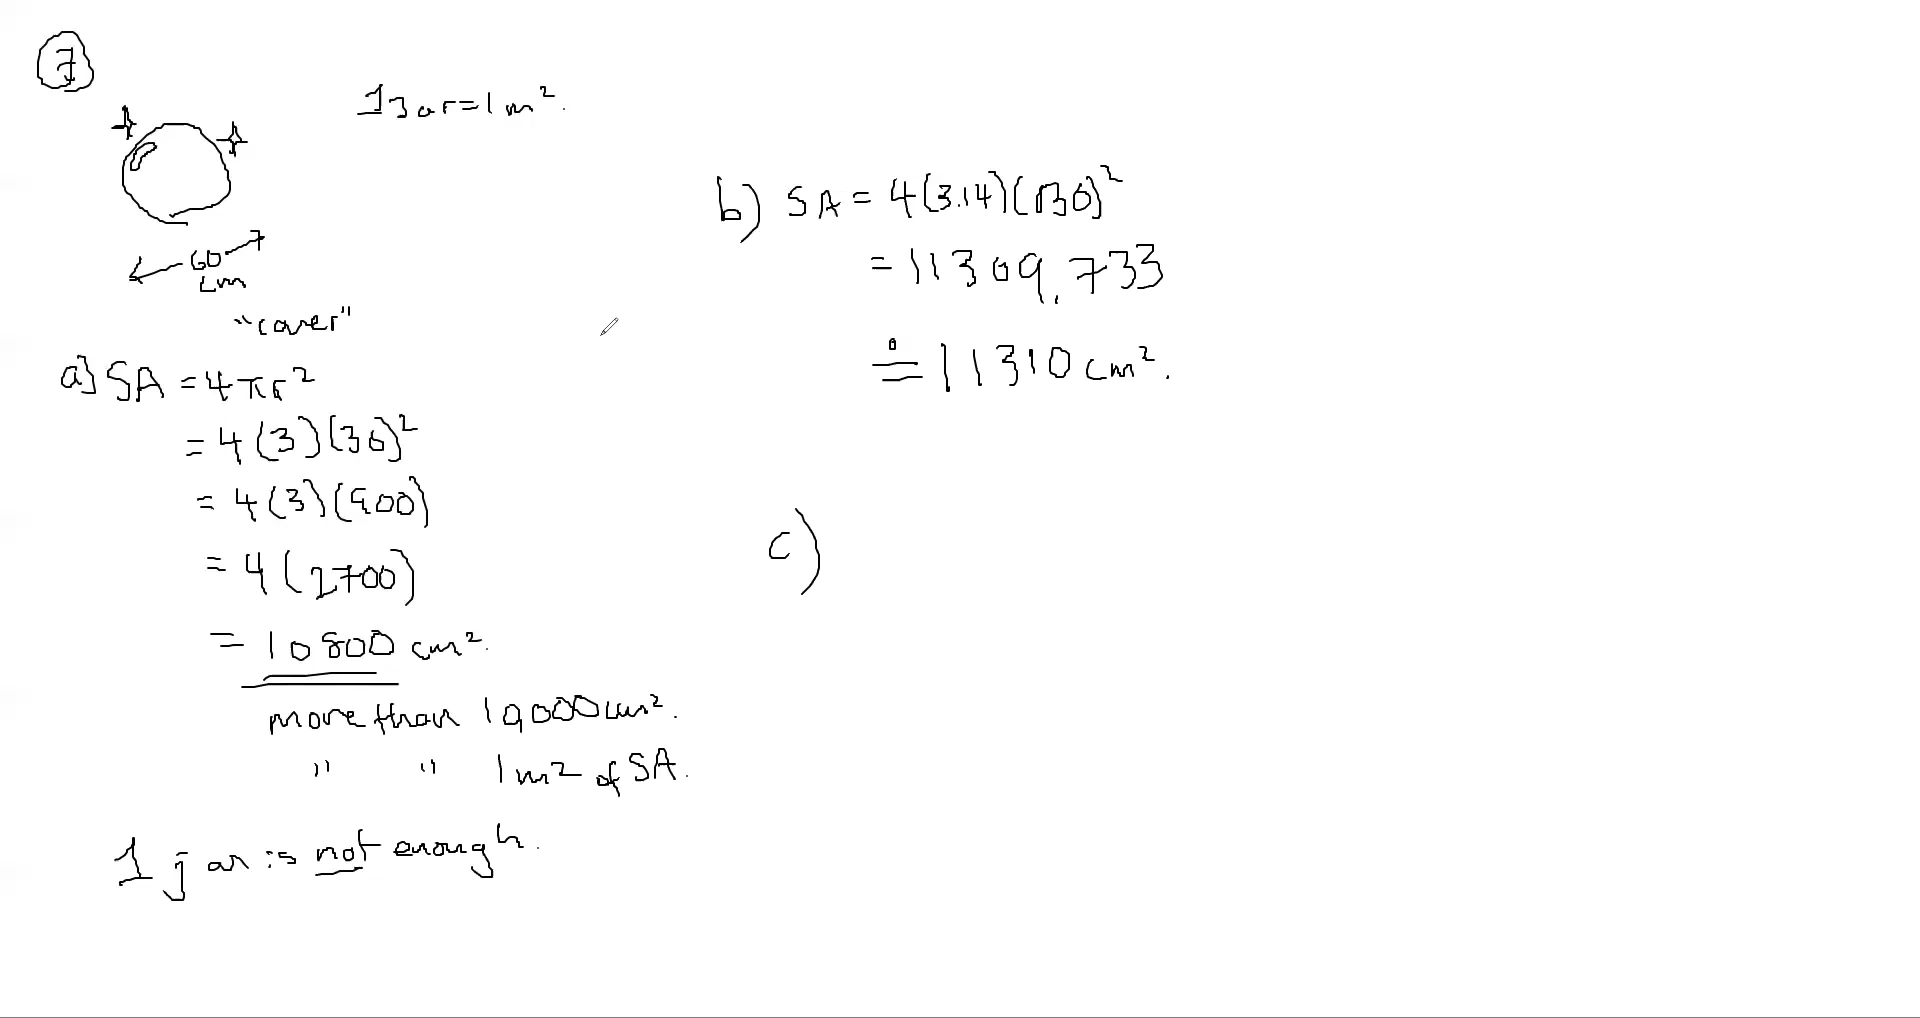 7
1 jar = 1 m².
60
cm
"cover"
a) SA = 4πr²
= 4(3)(30)²
= 4(3)(900)
= 4(2700)
= 10800 cm².
more than 10,000 cm².
" " 1 m² of SA.
1 jar is not enough.
b) SA = 4(3.14)(30)²
= 11309.733
≐ 11310 cm².
c)